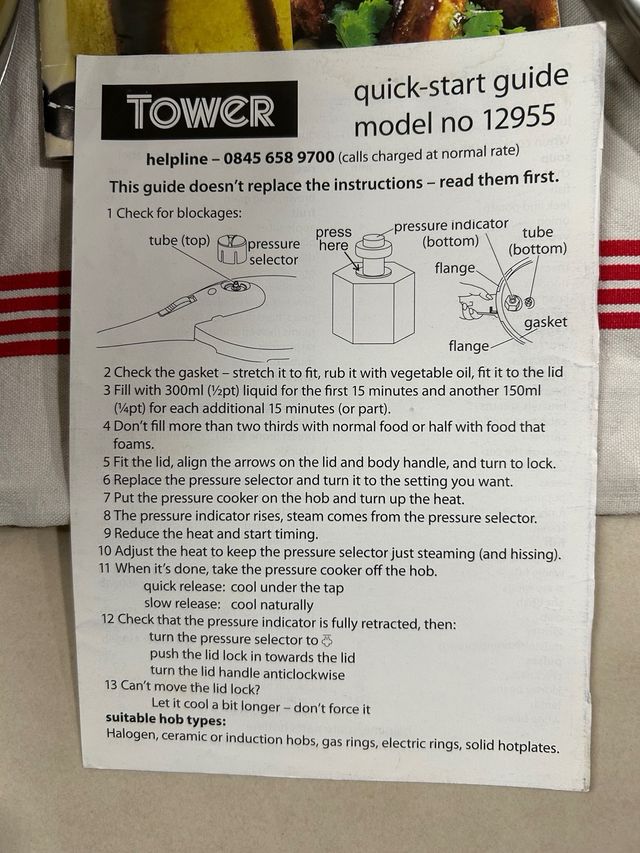 TOWER
quick-start guide
model no 12955
helpline – 0845 658 9700 (calls charged at normal rate)
This guide doesn't replace the instructions – read them first.
1 Check for blockages:
tube (top)
pressure
selector
press
here
pressure indicator
(bottom)
tube
(bottom)
flange
gasket
flange
2 Check the gasket – stretch it to fit, rub it with vegetable oil, fit it to the lid
3 Fill with 300ml (½pt) liquid for the first 15 minutes and another 150ml
(¼pt) for each additional 15 minutes (or part).
4 Don't fill more than two thirds with normal food or half with food that
foams.
5 Fit the lid, align the arrows on the lid and body handle, and turn to lock.
6 Replace the pressure selector and turn it to the setting you want.
7 Put the pressure cooker on the hob and turn up the heat.
8 The pressure indicator rises, steam comes from the pressure selector.
9 Reduce the heat and start timing.
10 Adjust the heat to keep the pressure selector just steaming (and hissing).
11 When it's done, take the pressure cooker off the hob.
quick release: cool under the tap
slow release: cool naturally
12 Check that the pressure indicator is fully retracted, then:
turn the pressure selector to
push the lid lock in towards the lid
turn the lid handle anticlockwise
13 Can't move the lid lock?
Let it cool a bit longer – don't force it
suitable hob types:
Halogen, ceramic or induction hobs, gas rings, electric rings, solid hotplates.